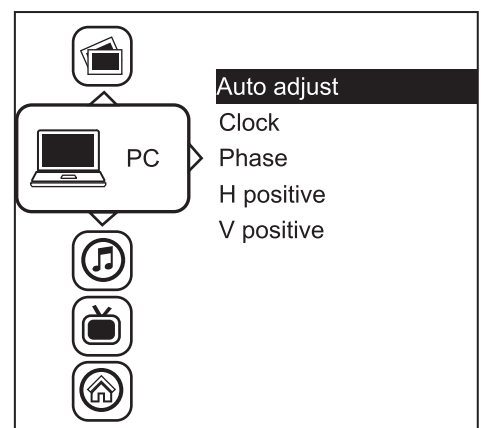 PC
Auto adjust
Clock
Phase
H positive
V positive